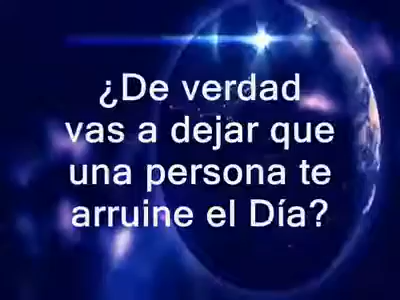 ¿De verdad
vas a dejar que
una persona te
arruine el Día?